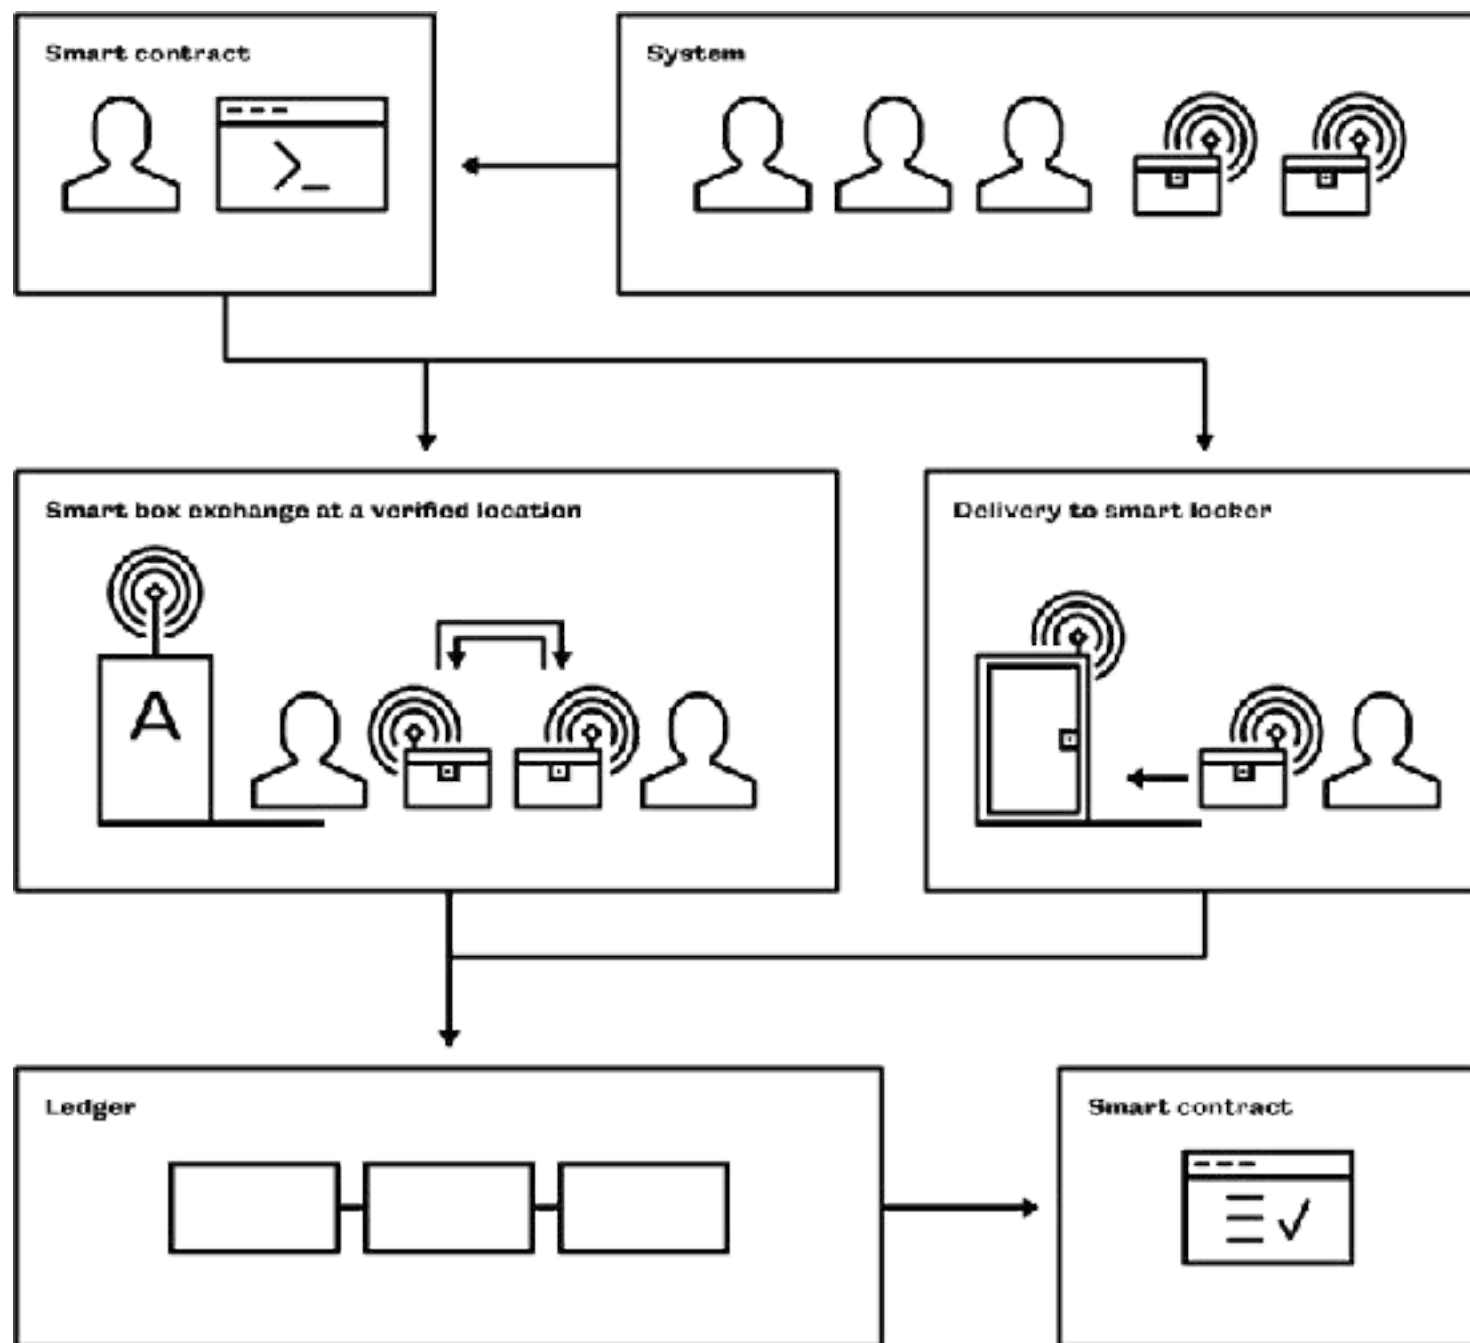 Smart contract
System
Smart box exchange at a verified location
A
Delivery to smart locker
Ledger
Smart contract